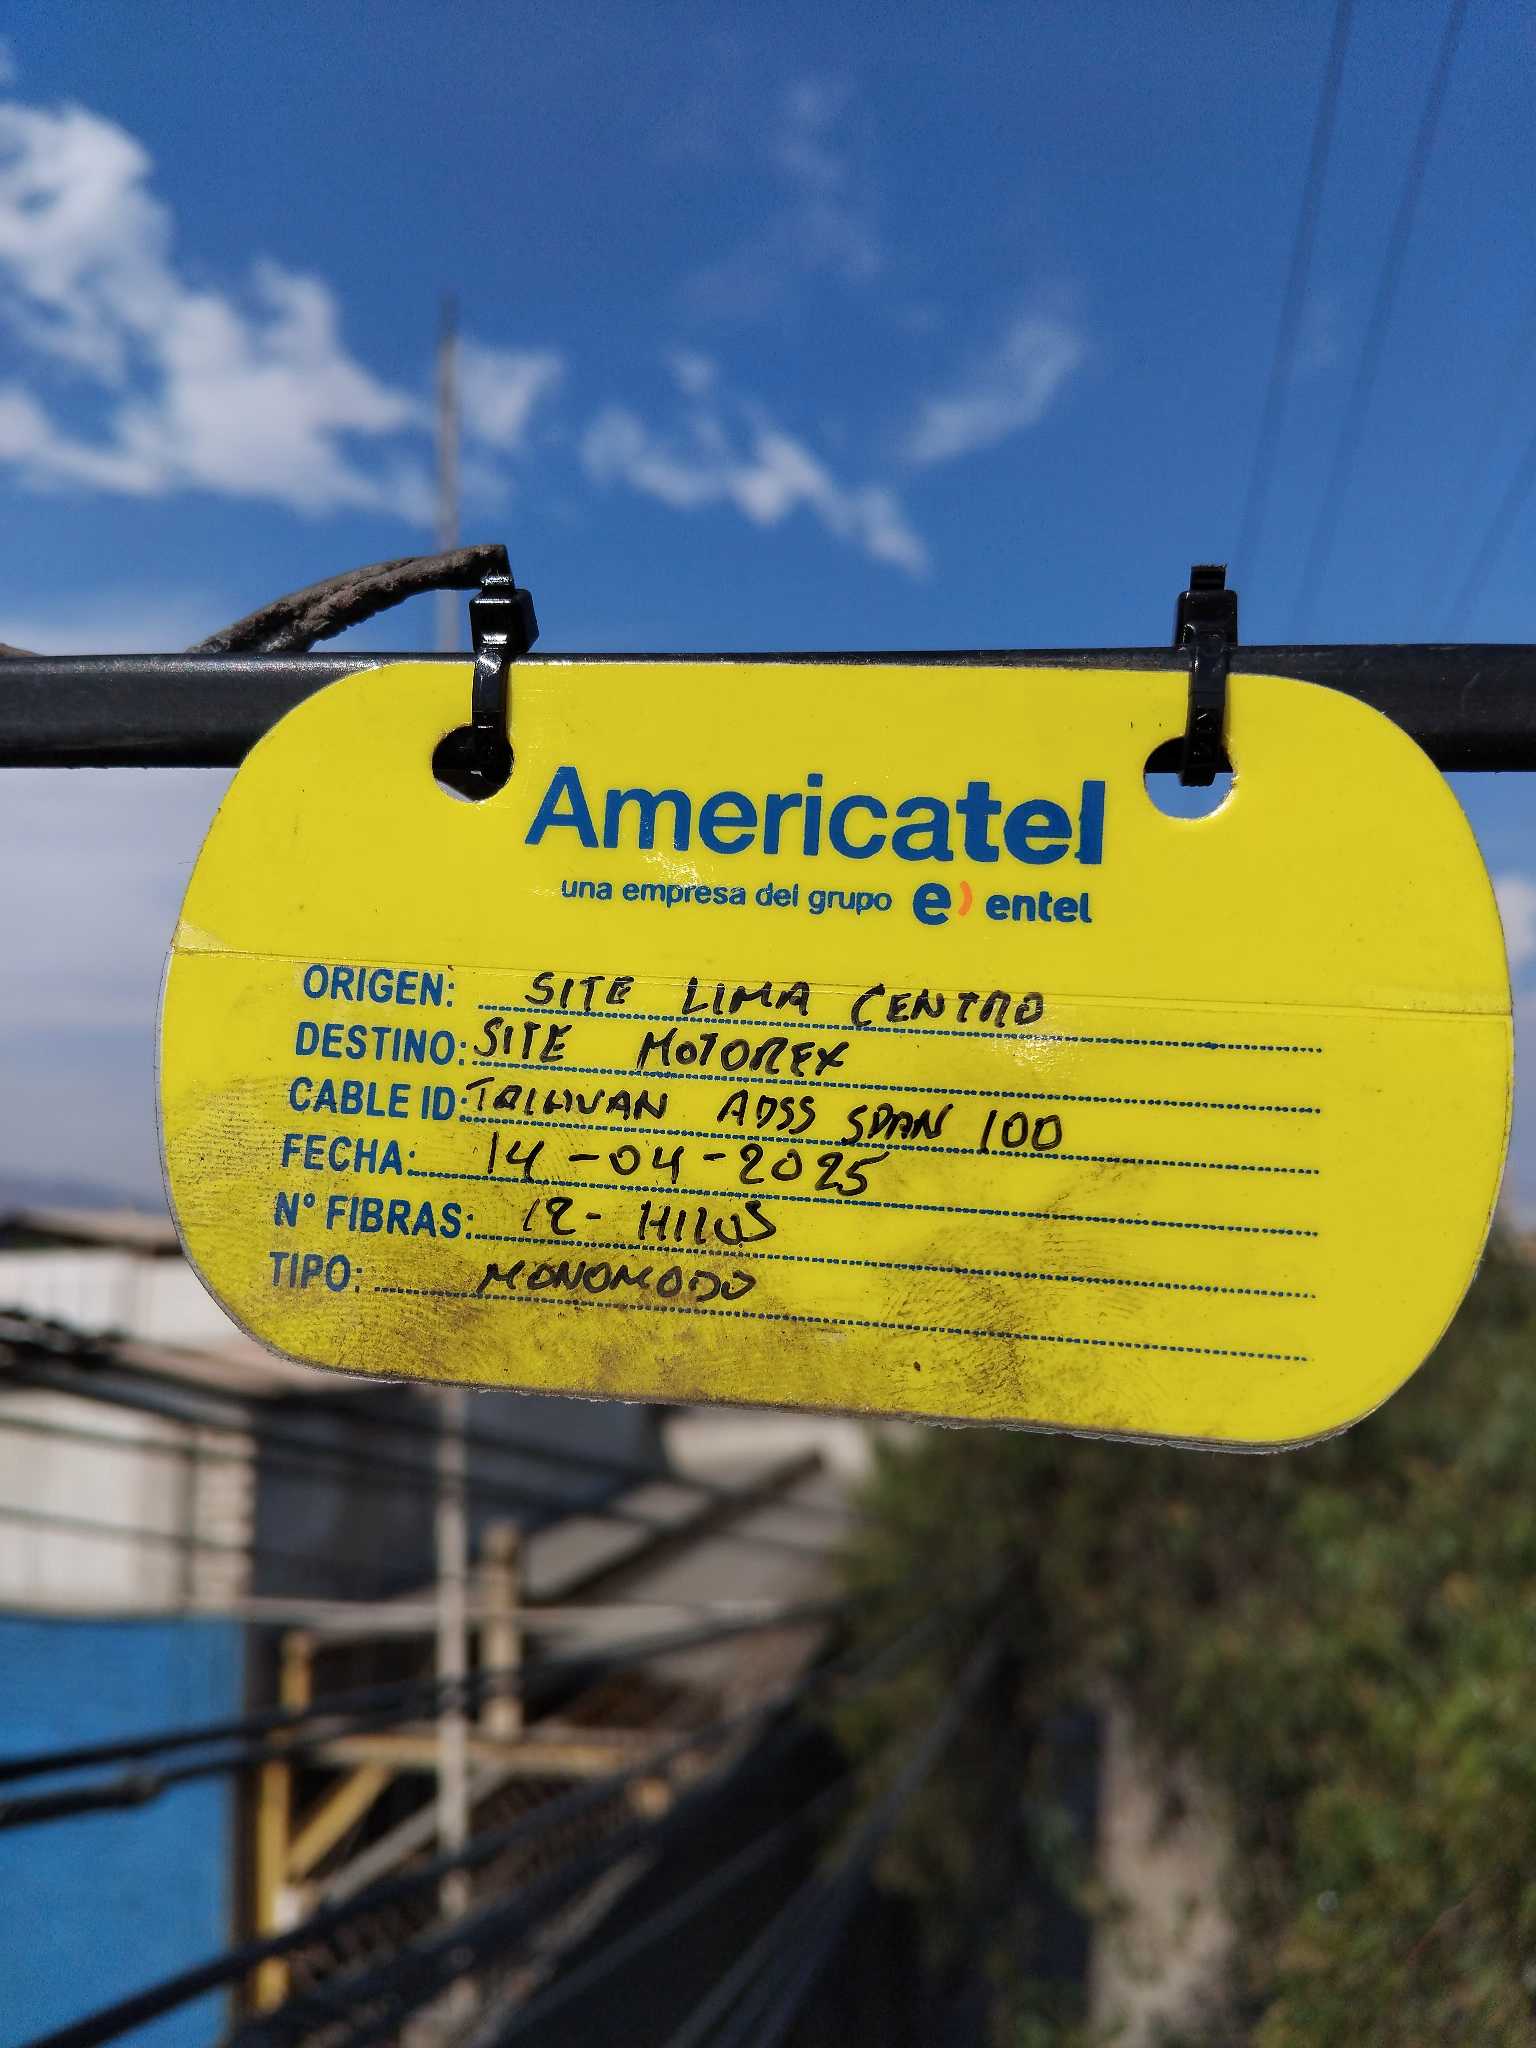 Americatel
una empresa del grupo e) entel
ORIGEN: SITE LIMA CENTRO
DESTINO: SITE MOTOREX
CABLE ID: ADSS SPAN 100
FECHA: 14-04-2025
N° FIBRAS: 12- HILOS
TIPO: MONOMODO